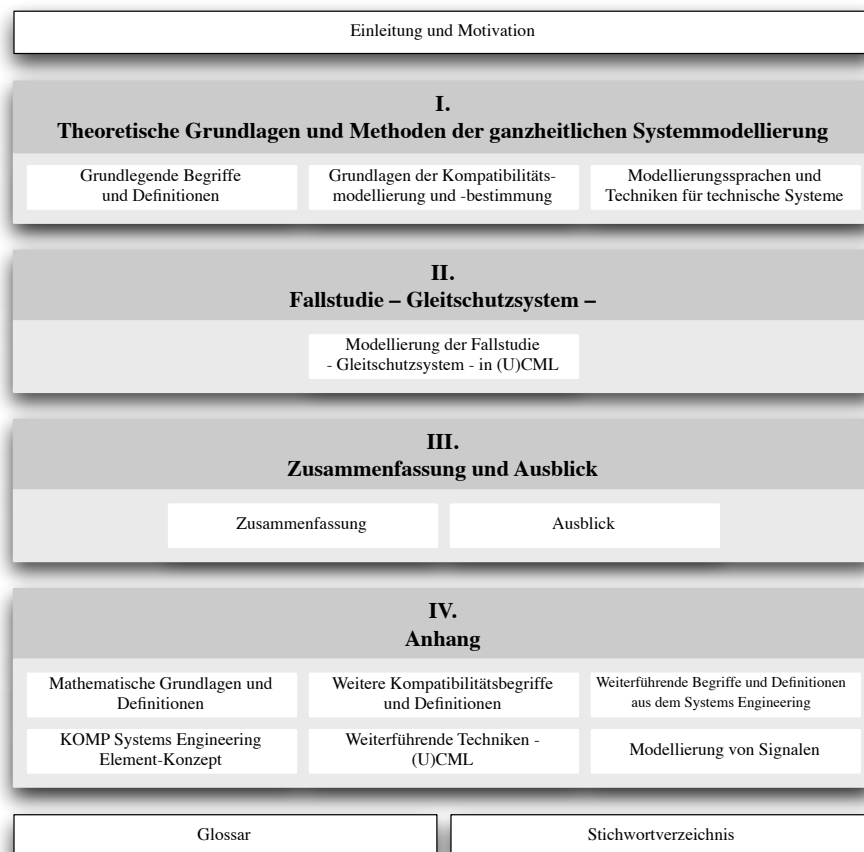 Einleitung und Motivation
I.
Theoretische Grundlagen und Methoden der ganzheitlichen Systemmodellierung
Grundlegende Begriffe
und Definitionen
Grundlagen der Kompatibilitäts-
modellierung und -bestimmung
Modellierungssprachen und
Techniken für technische Systeme
II.
Fallstudie – Gleitschutzsystem –
Modellierung der Fallstudie
- Gleitschutzsystem - in (U)CML
III.
Zusammenfassung und Ausblick
Zusammenfassung
Ausblick
IV.
Anhang
Mathematische Grundlagen und
Definitionen
Weitere Kompatibilitätsbegriffe
und Definitionen
Weiterführende Begriffe und Definitionen
aus dem Systems Engineering
KOMP Systems Engineering
Element-Konzept
Weiterführende Techniken -
(U)CML
Modellierung von Signalen
Glossar
Stichwortverzeichnis